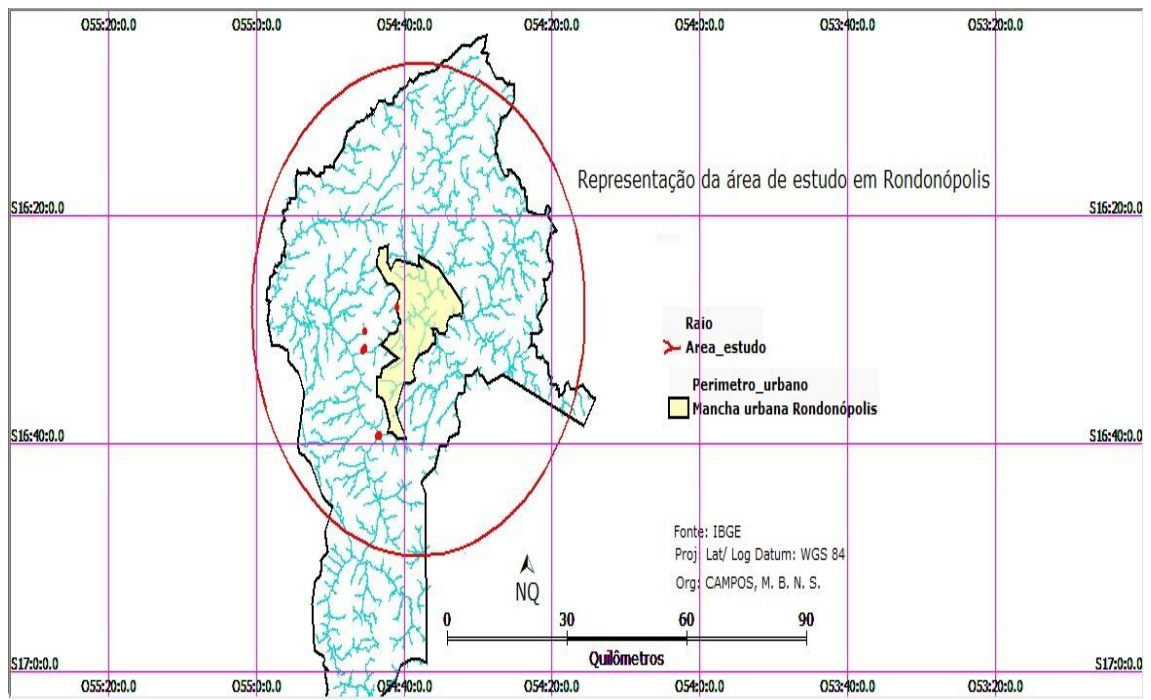 O55:20:0.0 O55:0:0.0 O54:40:0.0 O54:20:0.0 O54:0:0.0 O53:40:0.0 O53:20:0.0
Representação da área de estudo em Rondonópolis
S16:20:0.0 S16:20:0.0
Raio
Area_estudo
Perimetro_urbano
Mancha urbana Rondonópolis
S16:40:0.0 S16:40:0.0
Fonte: IBGE
Proj Lat/ Log Datum: WGS 84
Org: CAMPOS, M. B. N. S.
NQ
0 30 60 90
Quilômetros
S17:0:0.0 S17:0:0.0
O55:20:0.0 O55:0:0.0 O54:40:0.0 O54:20:0.0 O54:0:0.0 O53:40:0.0 O53:20:0.0